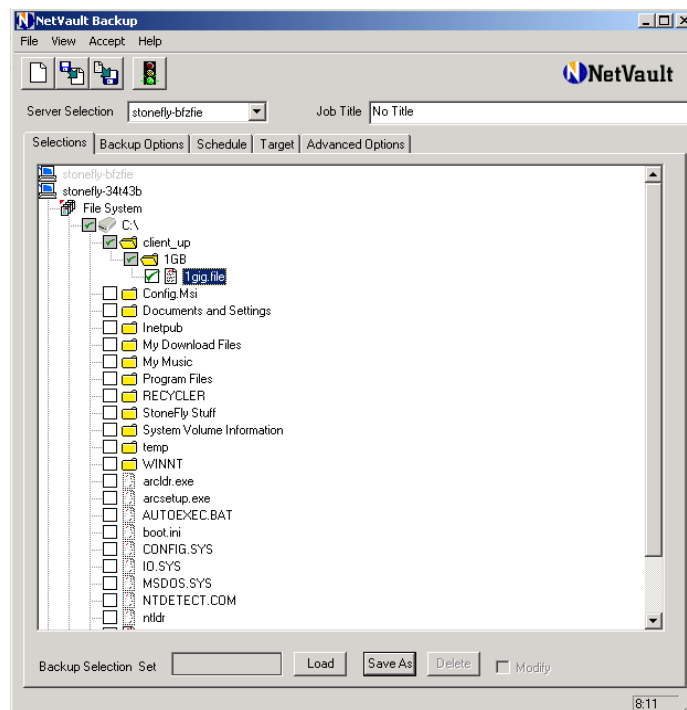 NetVault Backup
File View Accept Help
NetVault
Server Selection stonefly-bfzfie Job Title No Title
Selections Backup Options Schedule Target Advanced Options
stonefly-bfzfie
stonefly-34t43b
File System
C:\
client_up
1GB
1gig.file
Config.Msi
Documents and Settings
Inetpub
My Download Files
My Music
Program Files
RECYCLER
StoneFly Stuff
System Volume Information
temp
WINNT
arcldr.exe
arcsetup.exe
AUTOEXEC.BAT
boot.ini
CONFIG.SYS
IO.SYS
MSDOS.SYS
NTDETECT.COM
ntldr
Backup Selection Set Load Save As Delete Modify
8:11